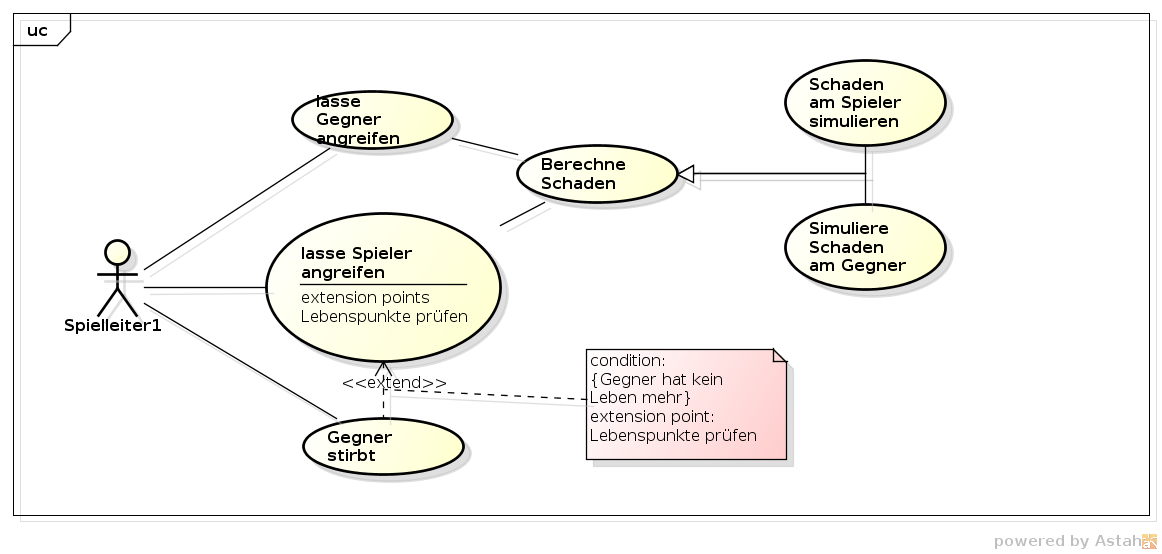 uc
lasse
Gegner
angreifen
Schaden
am Spieler
simulieren
Berechne
Schaden
Simuliere
Schaden
am Gegner
lasse Spieler
angreifen
extension points
Lebenspunkte prüfen
Spielleiter1
<<extend>>
condition:
{Gegner hat kein
Leben mehr}
extension point:
Lebenspunkte prüfen
Gegner
stirbt
powered by Astah